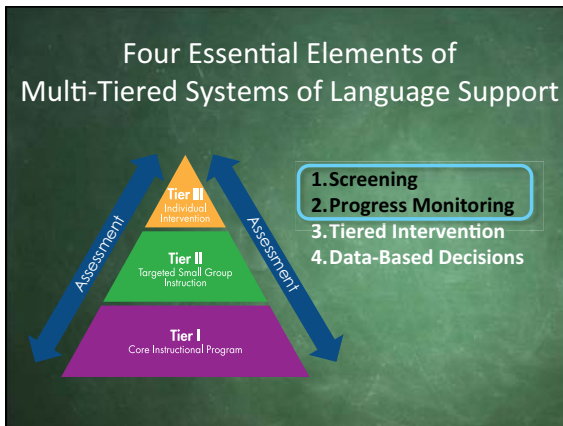 Four Essential Elements of
Multi-Tiered Systems of Language Support
Assessment
Tier III
Individual
Intervention
Tier II
Targeted Small Group
Instruction
Tier I
Core Instructional Program
Assessment
1.Screening
2.Progress Monitoring
3.Tiered Intervention
4.Data-Based Decisions